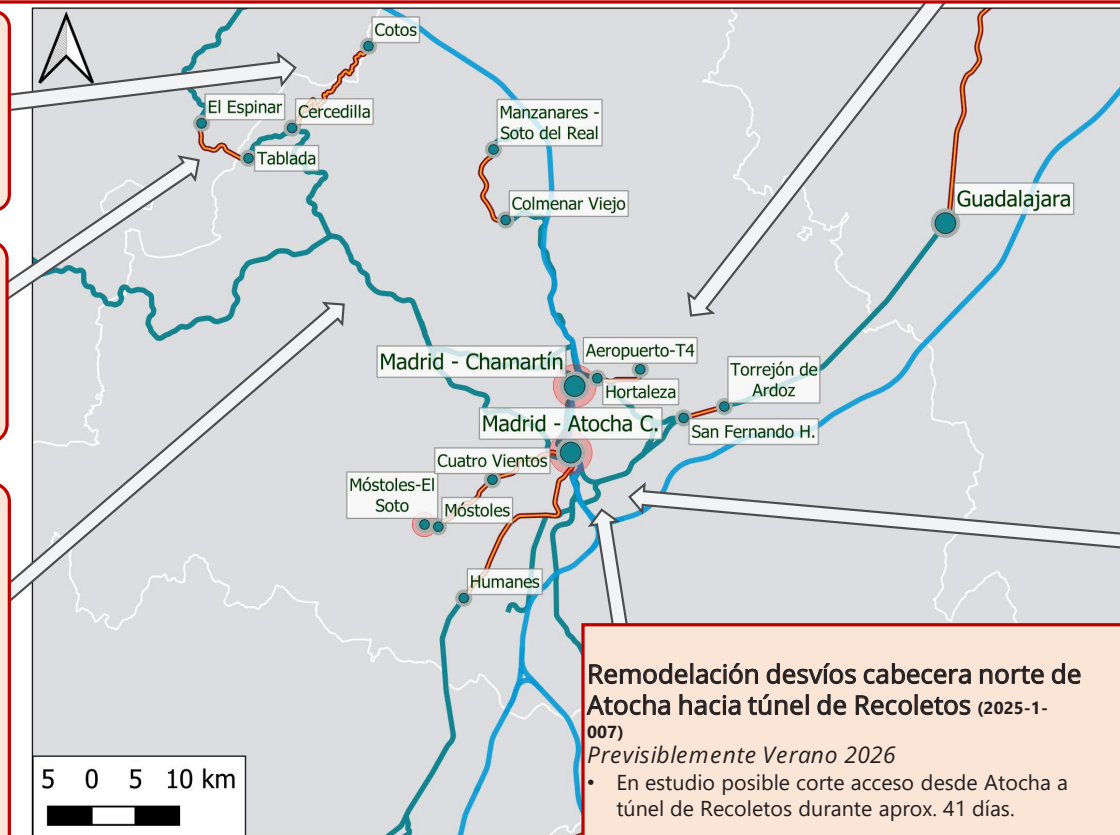 Cotos
El Espinar
Cercedilla
Manzanares -
Soto del Real
Tablada
Colmenar Viejo
Guadalajara
Madrid - Chamartín
Aeropuerto-T4
Hortaleza
Torrejón de
Ardoz
Madrid - Atocha C.
San Fernando H.
Cuatro Vientos
Móstoles-El
Soto
Móstoles
Humanes
Remodelación desvíos cabecera norte de
Atocha hacia túnel de Recoletos (2025-1-
007)
Previsiblemente Verano 2026
• En estudio posible corte acceso desde Atocha a
túnel de Recoletos durante aprox. 41 días.
5 0 5 10 km